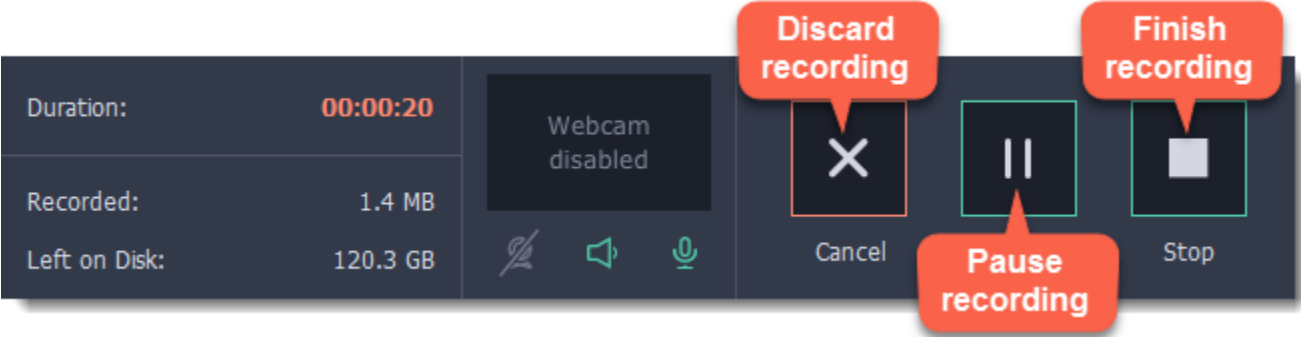 Discard
recording
Finish
recording
Duration: 00:00:20
Webcam
disabled
Recorded: 1.4 MB
Left on Disk: 120.3 GB
Cancel
Pause
recording
Stop